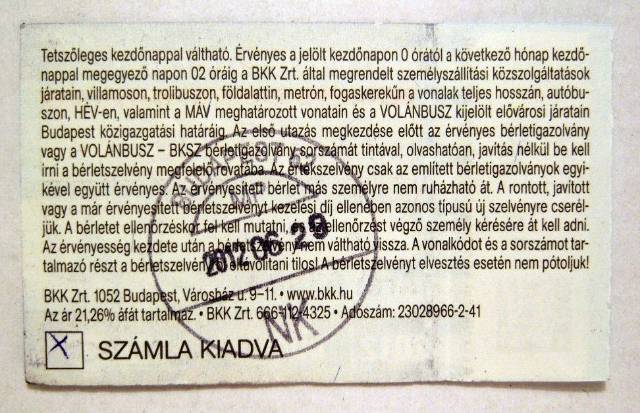 Tetszőleges kezdőnappal váltható. Érvényes a jelölt kezdőnapon 0 órától a következő hónap kezdő-
nappal megegyező napon 02 óráig a BKK Zrt. által megrendelt személyszállítási közszolgáltatások
járatain, villamoson, trolibuszon, földalattin, metrón, fogaskerekűn a vonalak teljes hosszán, autóbu-
szon, HÉV-en, valamint a MÁV meghatározott vonatain és a VOLÁNBUSZ kijelölt elővárosi járatain
Budapest közigazgatási határáig. Az első utazás megkezdése előtt az érvényes bérletigazolvány
vagy a VOLÁNBUSZ – BKSZ bérletigazolvány sorszámát tintával, olvashatóan, javítás nélkül be kell
írni a bérletszelvény megfelelő rovatába. Az értékszelvény csak az említett bérletigazolványok egyi-
kével együtt érvényes. Az érvényesített bérlet más személyre nem ruházható át. A rontott, javított
vagy a már érvényesített bérletszelvényt kezelési díj ellenében azonos típusú új szelvényre cserél-
jük. A bérletet ellenőrzéskor fel kell mutatni, és az ellenőrzést végző személy kérésére át kell adni.
Az érvényesség kezdete után a bérletszelvény nem váltható vissza. A vonalkódot és a sorszámot tar-
talmazó részt a bérletszelvényről eltávolítani tilos! A bérletszelvényt elvesztés esetén nem pótoljuk!
BKK Zrt. 1052 Budapest, Városház u. 9–11. • www.bkk.hu
Az ár 21,26% áfát tartalmaz. • BKK Zrt. 666-112-4325 • Adószám: 23028966-2-41
X SZÁMLA KIADVA
BUDAPEST 62
2012 06 29
NK